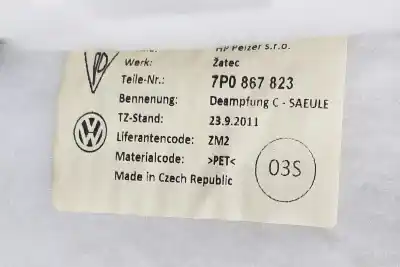 HP Pelzer s.r.o.
Werk: Žatec
Teile-Nr.: 7P0 867 823
Bennenung: Deampfung C - SAEULE
TZ-Stand: 23.9.2011
Liferantencode: ZM2
Materialcode: >PET<
Made in Czech Republic
03S